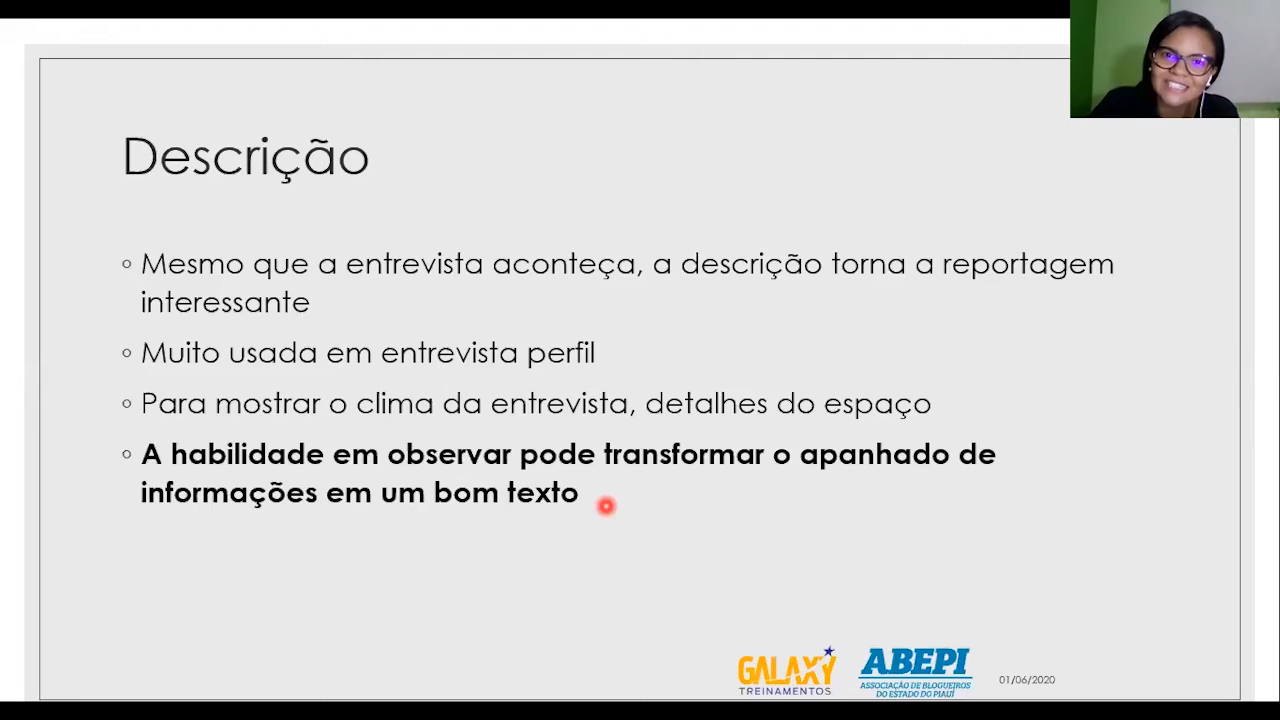 Descrição
◦ Mesmo que a entrevista aconteça, a descrição torna a reportagem
interessante
◦ Muito usada em entrevista perfil
◦ Para mostrar o clima da entrevista, detalhes do espaço
◦ A habilidade em observar pode transformar o apanhado de
informações em um bom texto
GALAXY
TREINAMENTOS
ABEPI
ASSOCIAÇÃO DE BLOGUEIROS
DO ESTADO DO PIAUÍ
01/06/2020